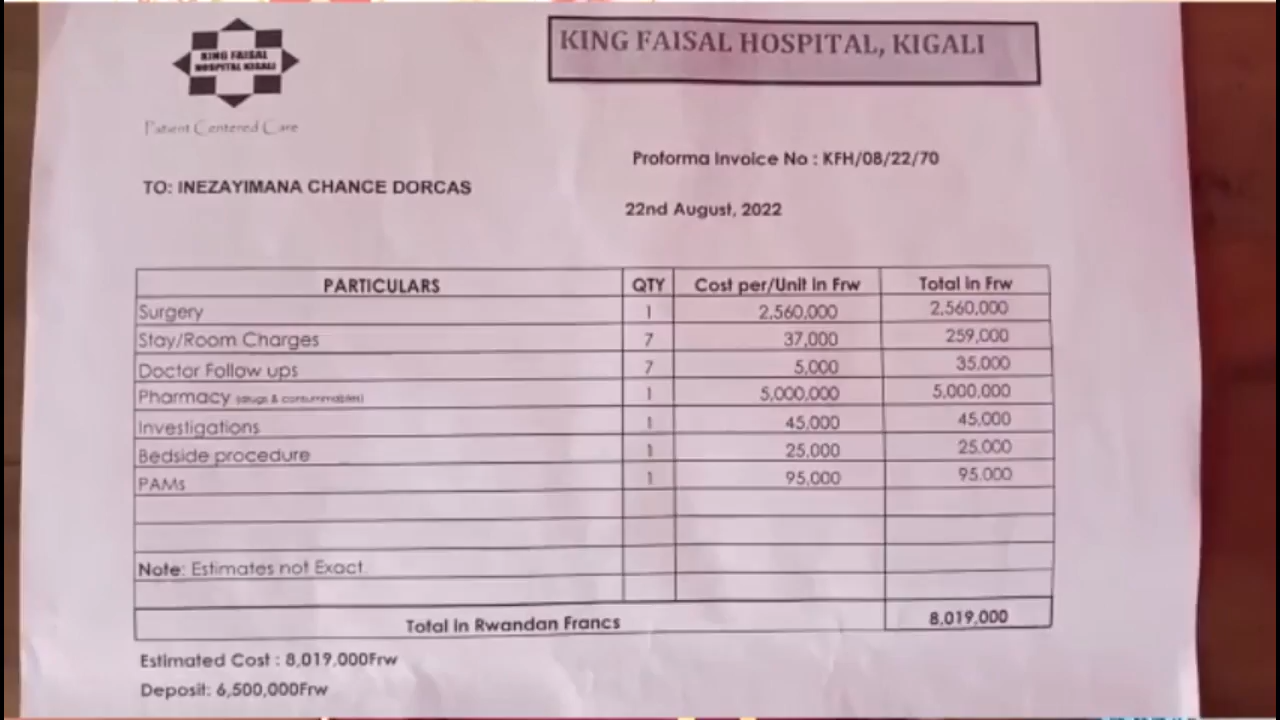 KING FAISAL
HOSPITAL KIGALI
Patient Centered Care
KING FAISAL HOSPITAL, KIGALI
Proforma Invoice No : KFH/08/22/70
TO: INEZAYIMANA CHANCE DORCAS
22nd August, 2022
PARTICULARS QTY Cost per/Unit in Frw Total in Frw
Surgery 1 2,560,000 2,560,000
Stay/Room Charges 7 37,000 259,000
Doctor Follow ups 7 5,000 35,000
Pharmacy (drugs & consummables) 1 5,000,000 5,000,000
Investigations 1 45,000 45,000
Bedside procedure 1 25,000 25,000
PAMs 1 95,000 95,000
Note: Estimates not Exact.
Total in Rwandan Francs 8,019,000
Estimated Cost : 8,019,000Frw
Deposit: 6,500,000Frw